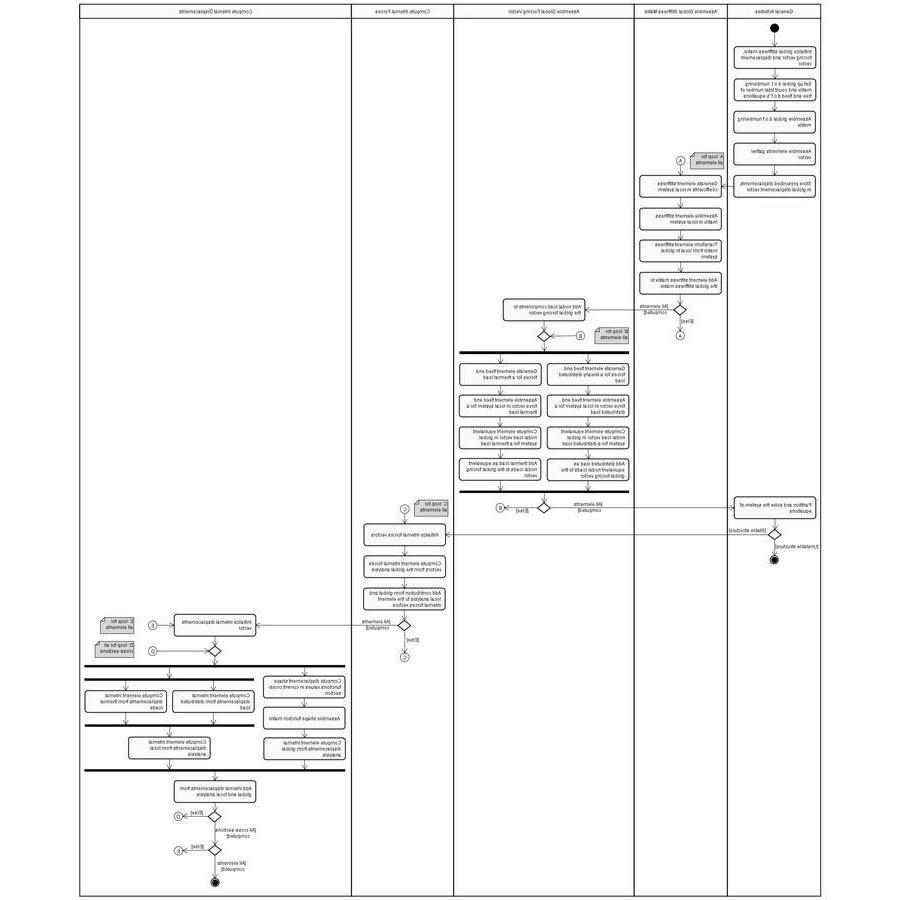 General Activities
Assemble Global Stiffness Matrix
Assemble Global Forcing Vector
Compute Internal Forces
Compute Internal Displacements
Initialize global stiffness matrix,
forcing vector and displacement
vector
Set up global d.o.f. numbering
matrix and count total number of
free and fixed d.o.f.'s equations
Assemble global d.o.f numbering
matrix
Assemble elements gather
vector
Store prescribed displacements
in global displacement vector
A: loop for
all elements
A
Generate element stiffness
coefficients in local system
Assemble element stiffness
matrix in local system
Transform element stiffness
matrix from local to global
system
Add element stiffness matrix to
the global stiffness matrix
[All elements
computed]
[Else]
A
Add nodal load components to
the global forcing vector
B: loop for
all elements
B
Generate element fixed end
forces for a linearly distributed
load
Assemble element fixed end
force vector in local system for a
distributed load
Compute element equivalent
nodal load vector in global
system for a distributed load
Add distributed load as
equivalent nodal loads to the
global forcing vector
Generate element fixed end
forces for a thermal load
Assemble element fixed end
force vector in local system for a
thermal load
Compute element equivalent
nodal load vector in global
system for a thermal load
Add thermal load as equivalent
nodal loads to the global forcing
vector
[All elements
computed]
[Else]
B
Partition and solve the system of
equations
[Stable structure]
[Unstable structure]
C: loop for
all elements
C
Initialize internal forces vectors
Compute element internal forces
vectors from the global analysis
Add contribution from global and
local analysis to the element
internal forces vectors
[All elements
computed]
[Else]
C
Initialize internal displacements
vector
E: loop for
all elements
E
D: loop for all
cross-sections
D
Compute displacement shape
functions values in current cross-
section
Assemble shape function matrix
Compute element internal
displacements from global
analysis
Compute element internal
displacements from distributed
load
Compute element internal
displacements from thermal
loads
Compute element internal
displacements from local
analysis
Add internal displacements from
global and local analysis
[Else]
D
[All cross-sections
computed]
[Else]
E
[All elements
computed]